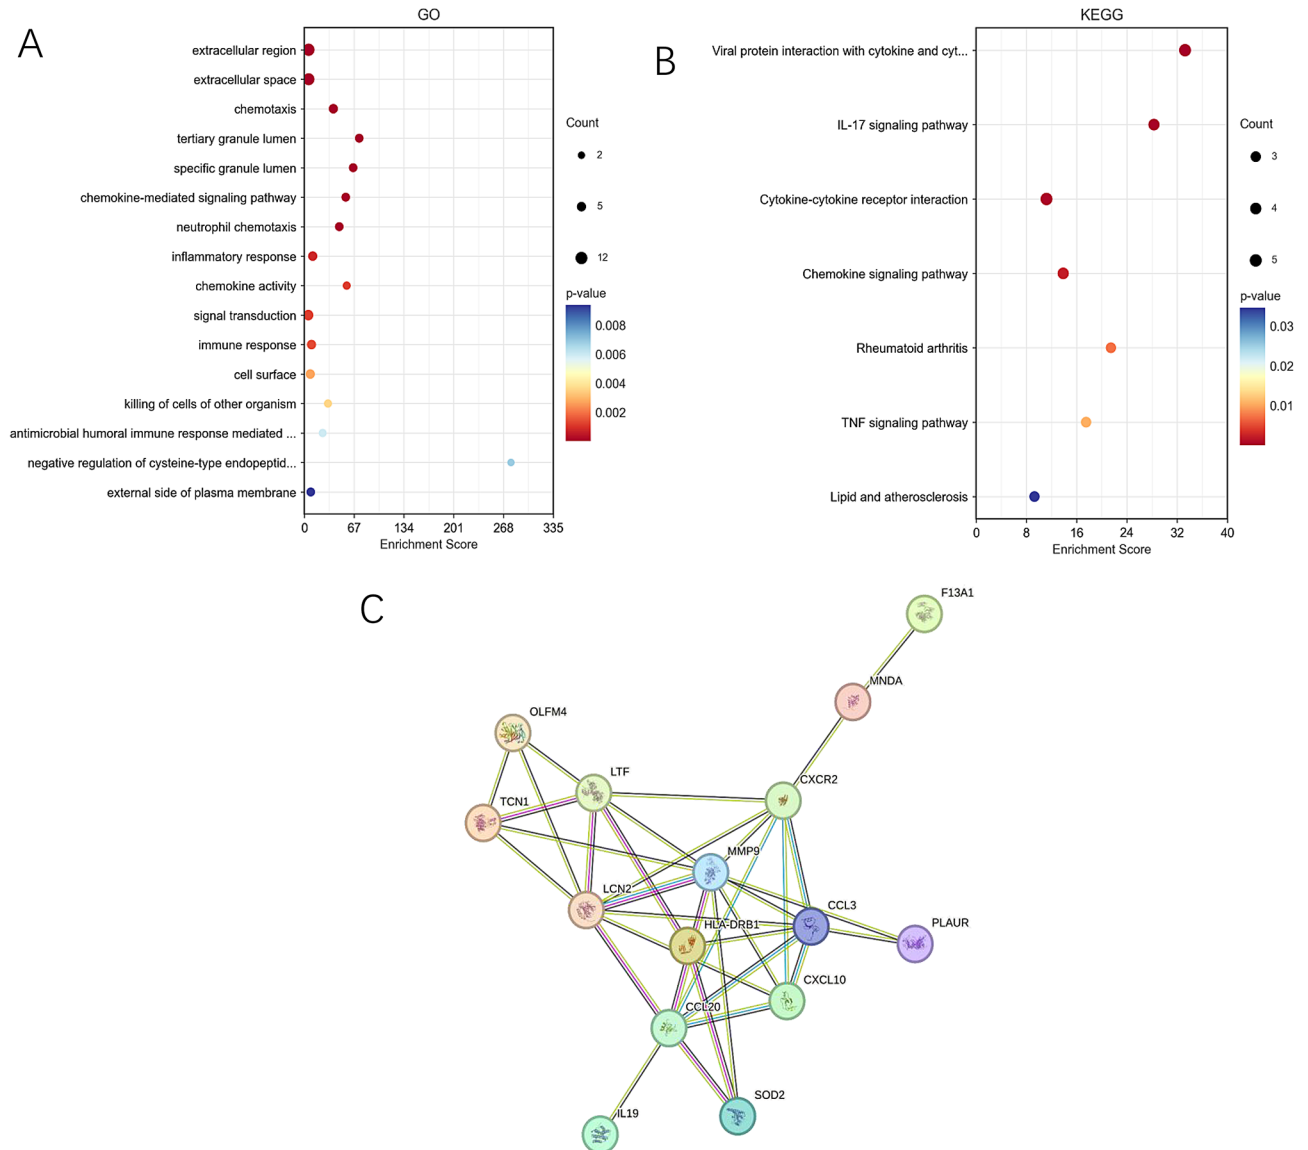 A
GO
extracellular region
extracellular space
chemotaxis
tertiary granule lumen
specific granule lumen
chemokine-mediated signaling pathway
neutrophil chemotaxis
inflammatory response
chemokine activity
signal transduction
immune response
cell surface
killing of cells of other organism
antimicrobial humoral immune response mediated ...
negative regulation of cysteine-type endopeptid...
external side of plasma membrane
0 67 134 201 268 335
Enrichment Score
Count
2
5
12
p-value
0.008
0.006
0.004
0.002
B
KEGG
Viral protein interaction with cytokine and cyt...
IL-17 signaling pathway
Cytokine-cytokine receptor interaction
Chemokine signaling pathway
Rheumatoid arthritis
TNF signaling pathway
Lipid and atherosclerosis
0 8 16 24 32 40
Enrichment Score
Count
3
4
5
p-value
0.03
0.02
0.01
C
F13A1
MNDA
OLFM4
LTF
CXCR2
TCN1
MMP9
LCN2
CCL3
HLA-DRB1
PLAUR
CXCL10
CCL20
SOD2
IL19